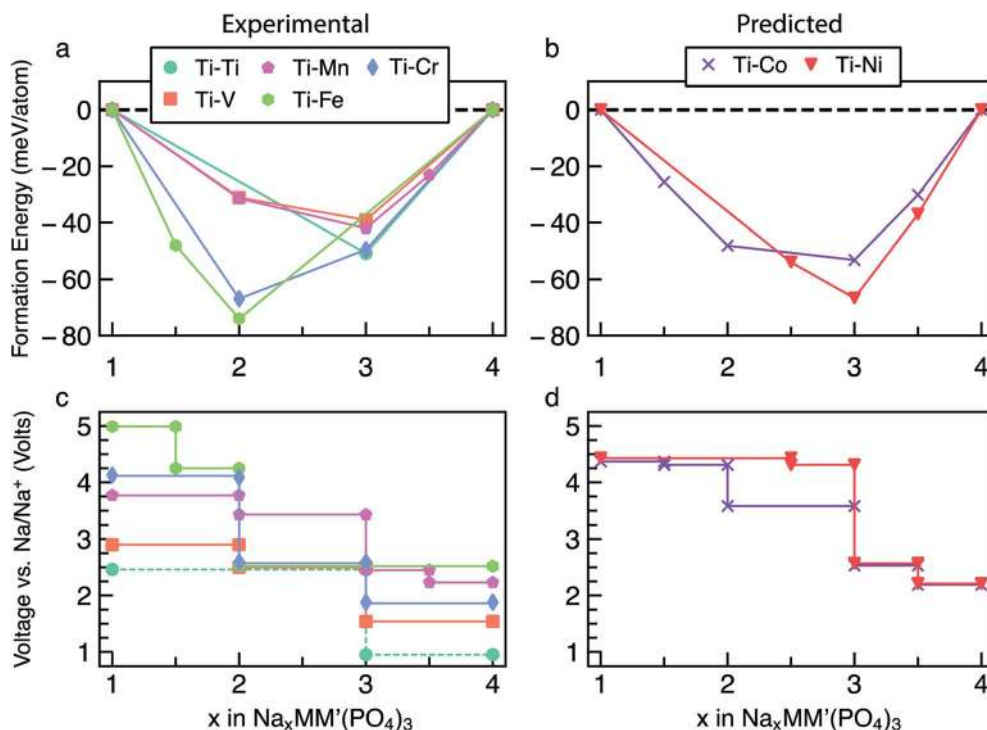 Experimental
Predicted
a
Ti-Ti
Ti-Mn
Ti-Cr
Ti-V
Ti-Fe
b
Ti-Co
Ti-Ni
Formation Energy (meV/atom)
0
−20
−40
−60
−80
1 2 3 4
0
−20
−40
−60
−80
1 2 3 4
c
d
Voltage vs. Na/Na⁺ (Volts)
5
4
3
2
1
1 2 3 4
x in NaₓMM'(PO₄)₃
5
4
3
2
1
1 2 3 4
x in NaₓMM'(PO₄)₃